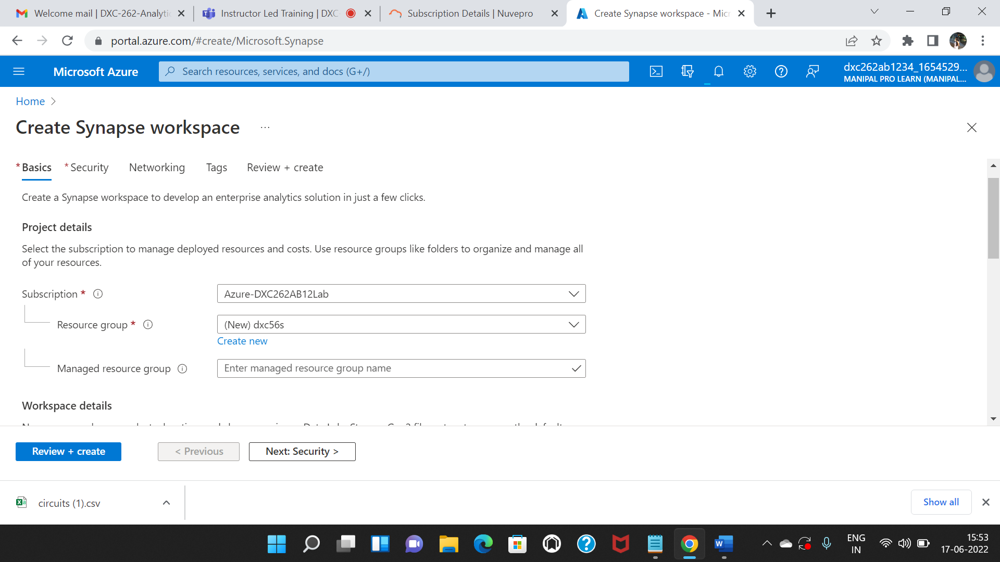 Welcome mail | DXC-262-Analyti
Instructor Led Training | DXC-
Subscription Details | Nuvepro
Create Synapse workspace - Micr
portal.azure.com/#create/Microsoft.Synapse
Microsoft Azure
Search resources, services, and docs (G+/)
dxc262ab1234_1654529...
MANIPAL PRO LEARN (MANIPAL...
Home
Create Synapse workspace ...
* Basics * Security Networking Tags Review + create
Create a Synapse workspace to develop an enterprise analytics solution in just a few clicks.
Project details
Select the subscription to manage deployed resources and costs. Use resource groups like folders to organize and manage all
of your resources.
Subscription * Azure-DXC262AB12Lab
Resource group * (New) dxc56s
Create new
Managed resource group Enter managed resource group name
Workspace details
Review + create < Previous Next: Security >
circuits (1).csv
Show all
ENG
IN
15:53
17-06-2022